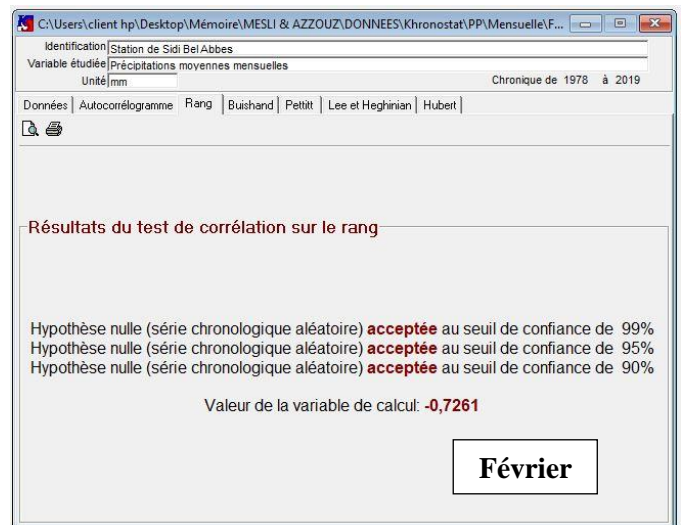 C:\Users\client hp\Desktop\Mémoire\MESLI & AZZOUZ\DONNEES\Khronostat\PP\Mensuelle\F...
Identification Station de Sidi Bel Abbes
Variable étudiée Précipitations moyennes mensuelles
Unité mm Chronique de 1978 à 2019
Données Autocorrélogramme Rang Buishand Pettitt Lee et Heghinian Hubert
Résultats du test de corrélation sur le rang
Hypothèse nulle (série chronologique aléatoire) acceptée au seuil de confiance de 99%
Hypothèse nulle (série chronologique aléatoire) acceptée au seuil de confiance de 95%
Hypothèse nulle (série chronologique aléatoire) acceptée au seuil de confiance de 90%
Valeur de la variable de calcul: -0,7261
Février